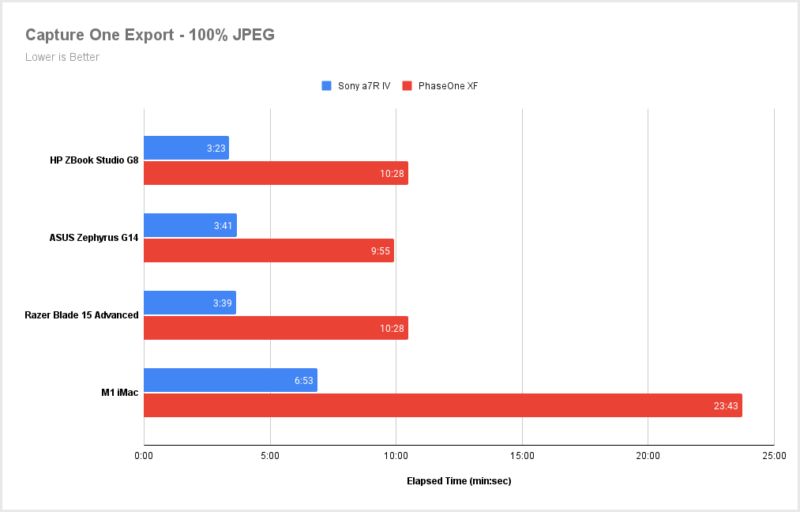 Capture One Export - 100% JPEG
Lower is Better
Sony a7R IV
PhaseOne XF
HP ZBook Studio G8
3:23
10:28
ASUS Zephyrus G14
3:41
9:55
Razer Blade 15 Advanced
3:39
10:28
M1 iMac
6:53
23:43
0:00
5:00
10:00
15:00
20:00
25:00
Elapsed Time (min:sec)